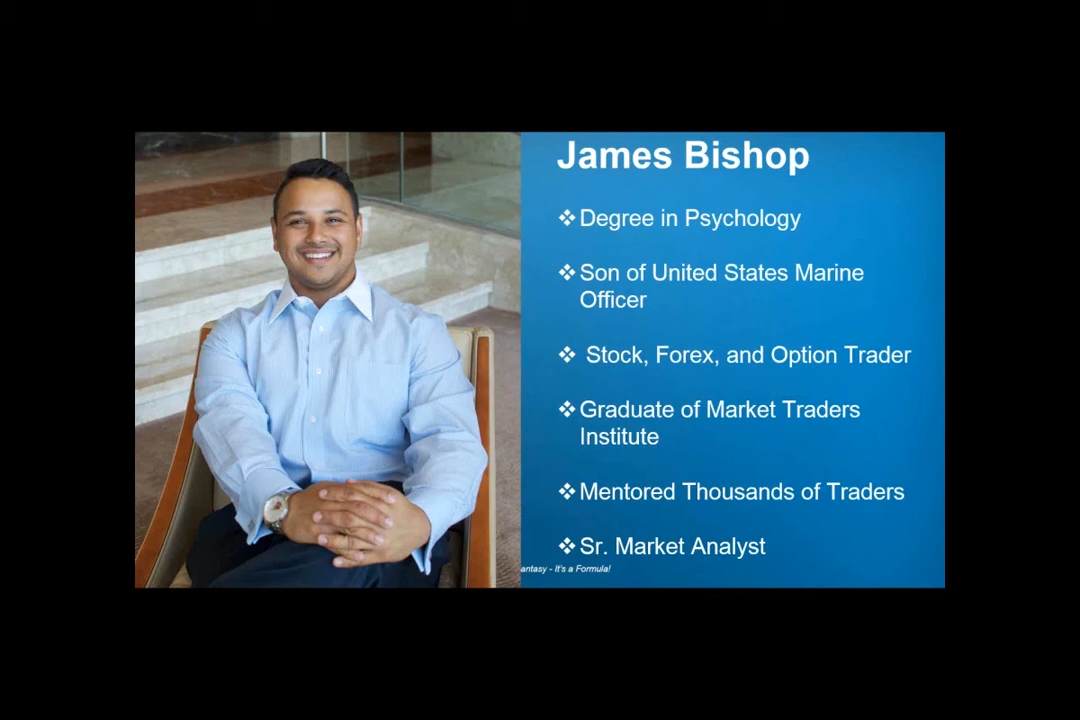 James Bishop
❖Degree in Psychology
❖Son of United States Marine
Officer
❖ Stock, Forex, and Option Trader
❖Graduate of Market Traders
Institute
❖Mentored Thousands of Traders
❖Sr. Market Analyst
- It's a Formula!